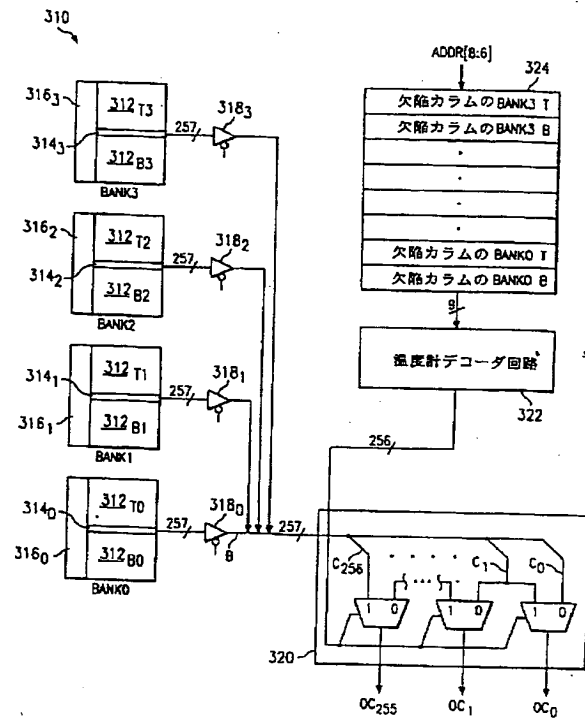 310
ADDR[8:6]
324
欠陥カラムのBANK3 T
欠陥カラムのBANK3 B
欠陥カラムのBANK0 T
欠陥カラムのBANK0 B
9
温度計デコーダ回路
322
256
316₃
312 T3
314₃
312 B3
BANK3
257
318₃
316₂
312 T2
314₂
312 B2
BANK2
257
318₂
314₁
312 T1
316₁
312 B1
BANK1
257
318₁
314₀
312 T0
316₀
312 B0
BANK0
257
318₀
B
257
C₂₅₆
C₁
C₀
1 0
1 0
1 0
320
OC₂₅₅
OC₁
OC₀